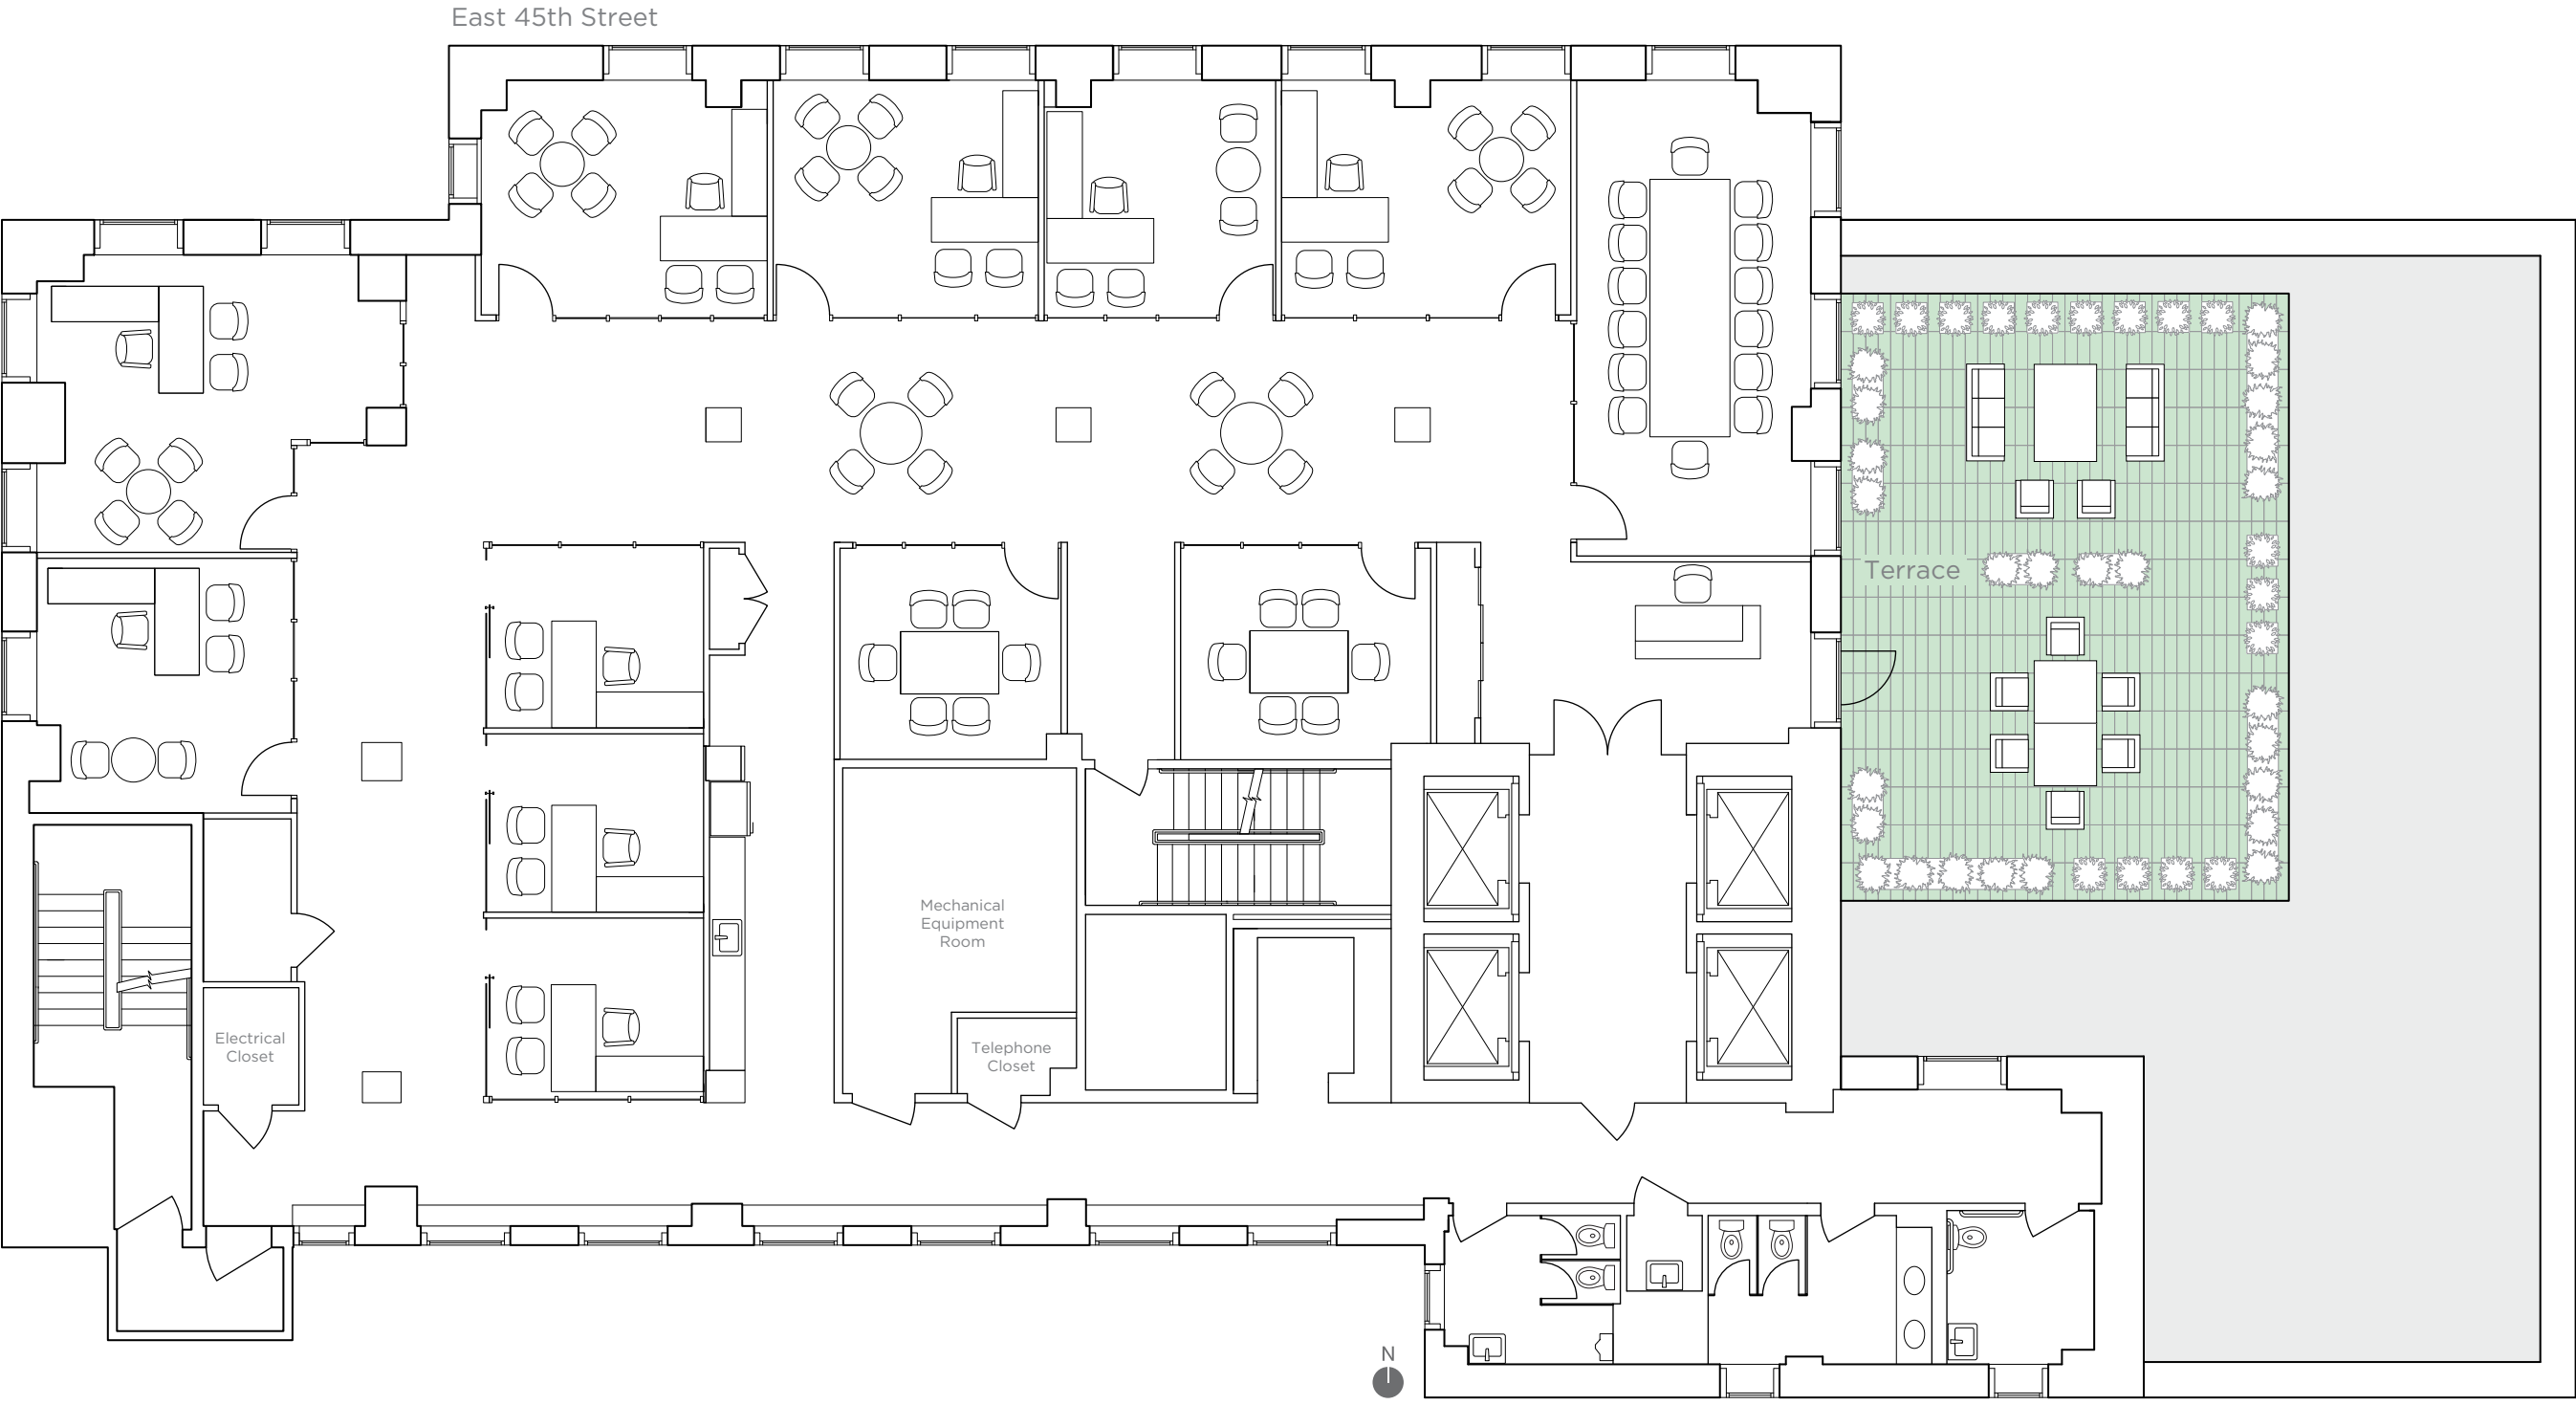 East 45th Street
Terrace
Mechanical
Equipment
Room
Electrical
Closet
Telephone
Closet
N